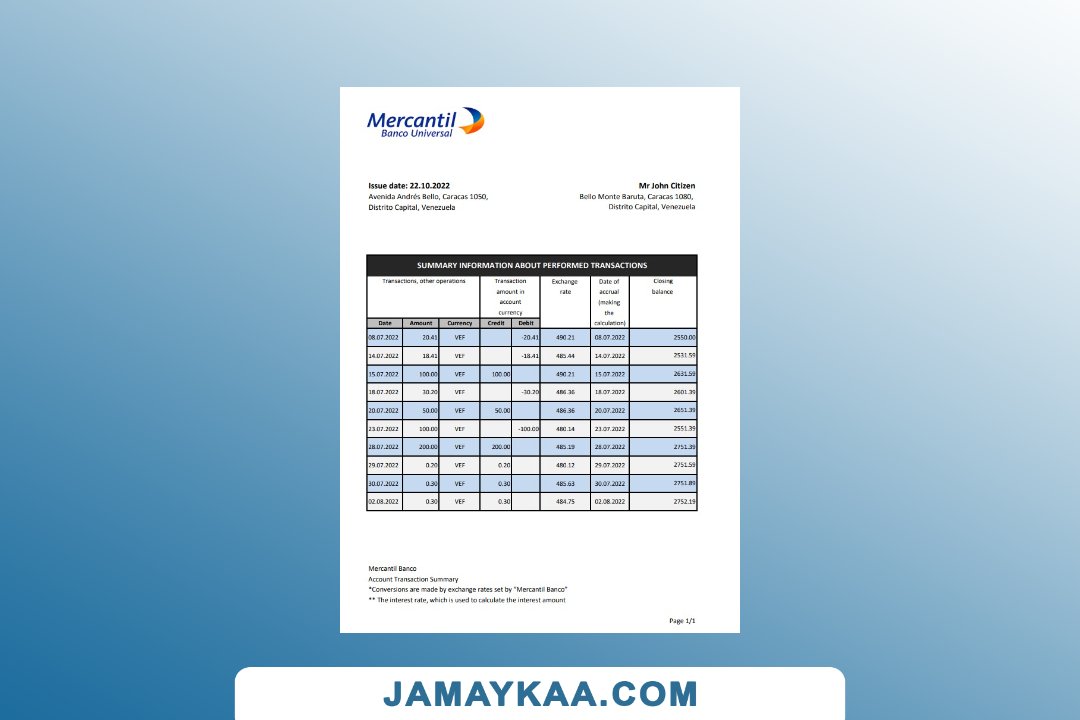 Mercantil
Banco Universal
Issue date: 22.10.2022
Avenida Andrés Bello, Caracas 1050,
Distrito Capital, Venezuela
Mr John Citizen
Bello Monte Baruta, Caracas 1080,
Distrito Capital, Venezuela
SUMMARY INFORMATION ABOUT PERFORMED TRANSACTIONS
Transactions, other operations
Transaction
amount in
account
currency
Exchange
rate
Date of
accrual
(making
the
calculation)
Closing
balance
Date Amount Currency Credit Debit
08.07.2022 20.41 VEF -20.41 490.21 08.07.2022 2550.00
14.07.2022 18.41 VEF -18.41 485.44 14.07.2022 2531.59
15.07.2022 100.00 VEF 100.00 490.21 15.07.2022 2631.59
18.07.2022 30.20 VEF -30.20 486.36 18.07.2022 2601.39
20.07.2022 50.00 VEF 50.00 486.36 20.07.2022 2651.39
23.07.2022 100.00 VEF -100.00 480.14 23.07.2022 2551.39
28.07.2022 200.00 VEF 200.00 485.19 28.07.2022 2751.39
29.07.2022 0.20 VEF 0.20 480.12 29.07.2022 2751.59
30.07.2022 0.30 VEF 0.30 485.63 30.07.2022 2751.89
02.08.2022 0.30 VEF 0.30 484.75 02.08.2022 2752.19
Mercantil Banco
Account Transaction Summary
*Conversions are made by exchange rates set by “Mercantil Banco”
** The interest rate, which is used to calculate the interest amount
Page 1/1
JAMAYKAA.COM